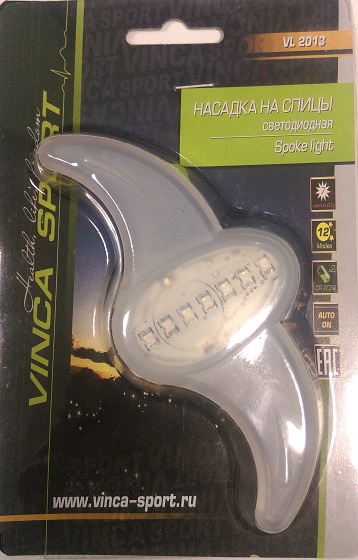 VL 2013
НАСАДКА НА СПИЦЫ
светодиодная
Spoke light
12
Modes
CR 2032
AUTO
ON
EAC
VINCA SPORT
Health, life, freedom
www.vinca-sport.ru